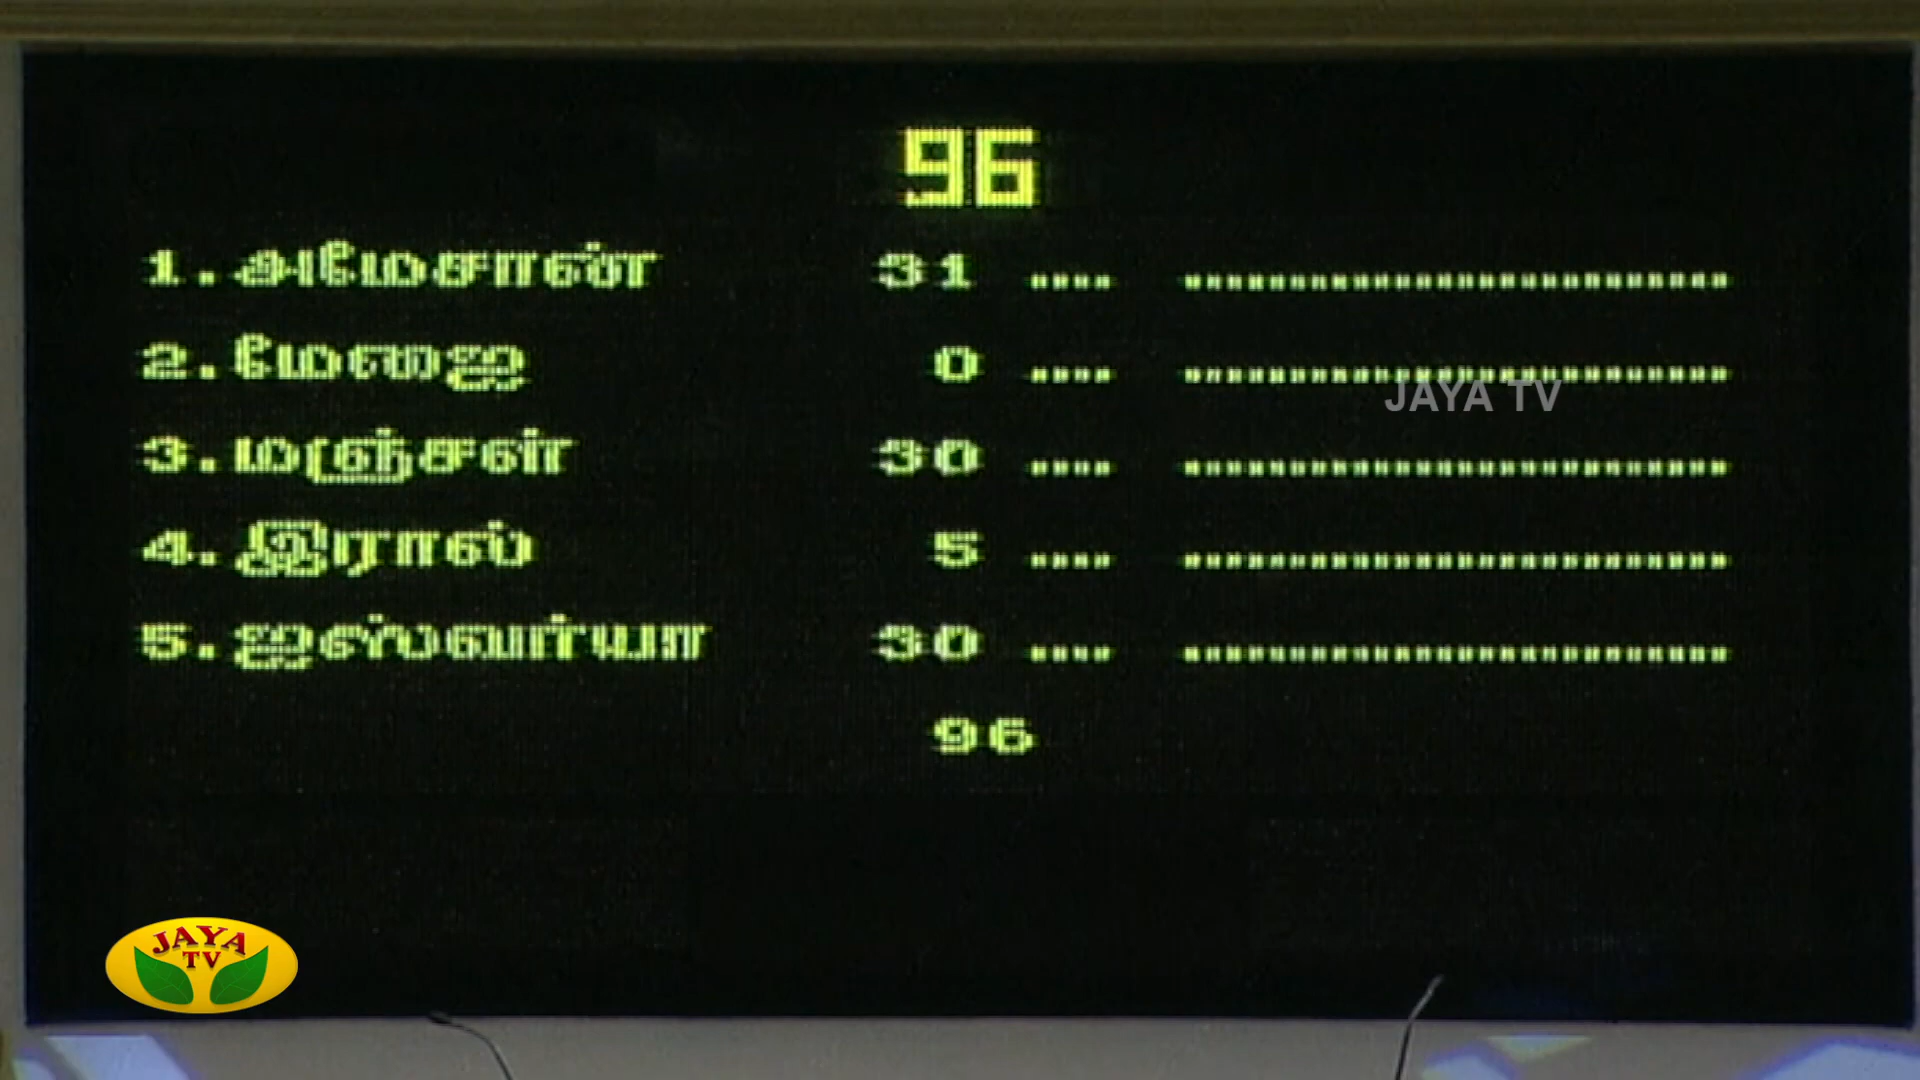 96
1.அமேசான் 31 .... ..........................
2.மேஜை 0 .... ..........................
JAYA TV
3.மஞ்சள் 30 .... ..........................
4.இரால் 5 .... ..........................
5.ஐஸ்வர்யா 30 .... ..........................
96
JAYA
TV